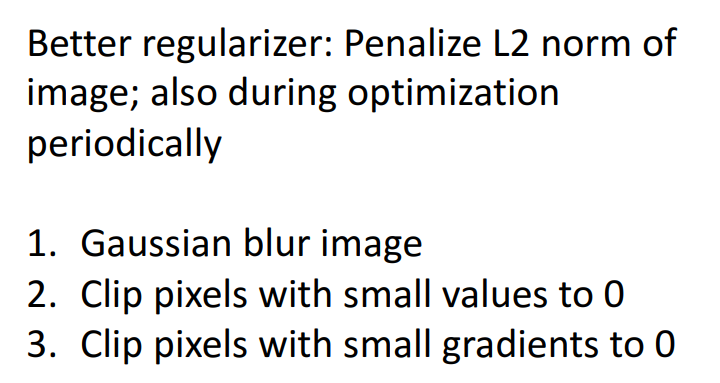 Better regularizer: Penalize L2 norm of
image; also during optimization
periodically
1. Gaussian blur image
2. Clip pixels with small values to 0
3. Clip pixels with small gradients to 0